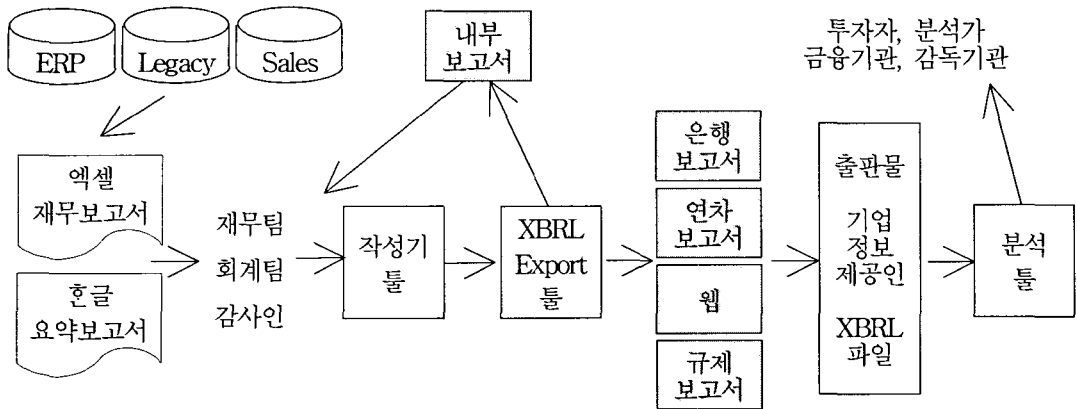 ERP
Legacy
Sales
엑셀
재무보고서
흔글
요약보고서
재무팀
회계팀
감사인
내부
보고서
작성기
툴
XBRL
Export
툴
은행
보고서
연차
보고서
웹
규제
보고서
출판물
기업
정보
제공인
XBRL
파일
분석
툴
투자자, 분석가
금융기관, 감독기관